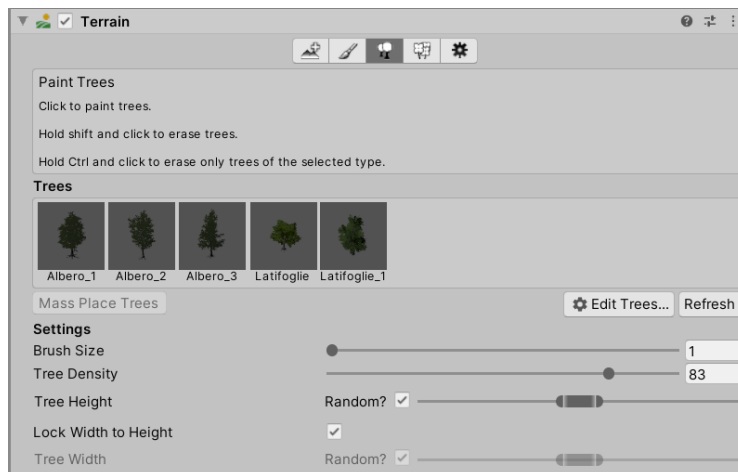 Terrain
Paint Trees
Click to paint trees.
Hold shift and click to erase trees.
Hold Ctrl and click to erase only trees of the selected type.
Trees
Albero_1 Albero_2 Albero_3 Latifoglie Latifoglie_1
Mass Place Trees Edit Trees... Refresh
Settings
Brush Size 1
Tree Density 83
Tree Height Random?
Lock Width to Height
Tree Width Random?